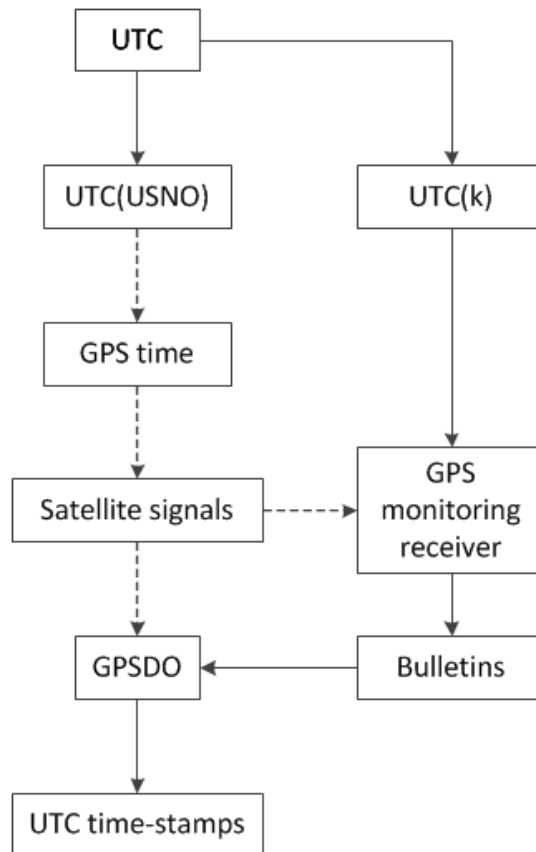 UTC
UTC(USNO)
UTC(k)
GPS time
Satellite signals
GPS
monitoring
receiver
GPSDO
Bulletins
UTC time-stamps